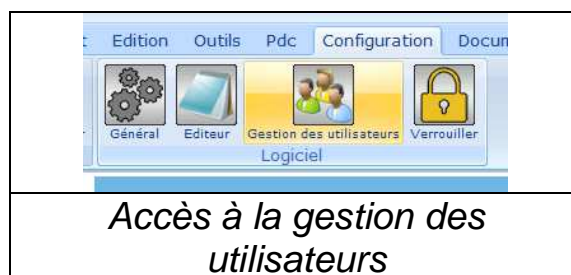 Edition Outils Pdc Configuration
Général Editeur Gestion des utilisateurs Verrouiller
Logiciel
Accès à la gestion des
utilisateurs